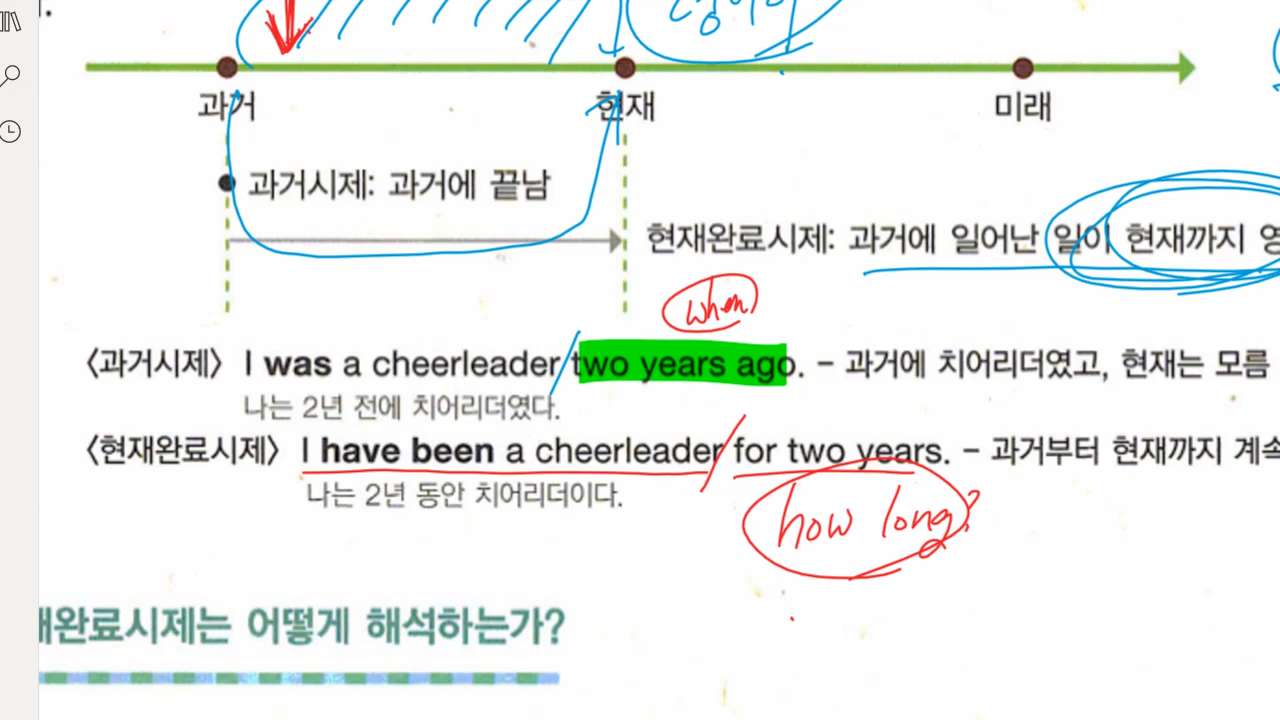 과거 현재 미래
과거시제: 과거에 끝남
현재완료시제: 과거에 일어난 일이 현재까지
when
〈과거시제〉 I was a cheerleader two years ago. – 과거에 치어리더였고, 현재는 모름
나는 2년 전에 치어리더였다.
〈현재완료시제〉 I have been a cheerleader for two years. – 과거부터 현재까지 계속
나는 2년 동안 치어리더이다.
how long?
완료시제는 어떻게 해석하는가?